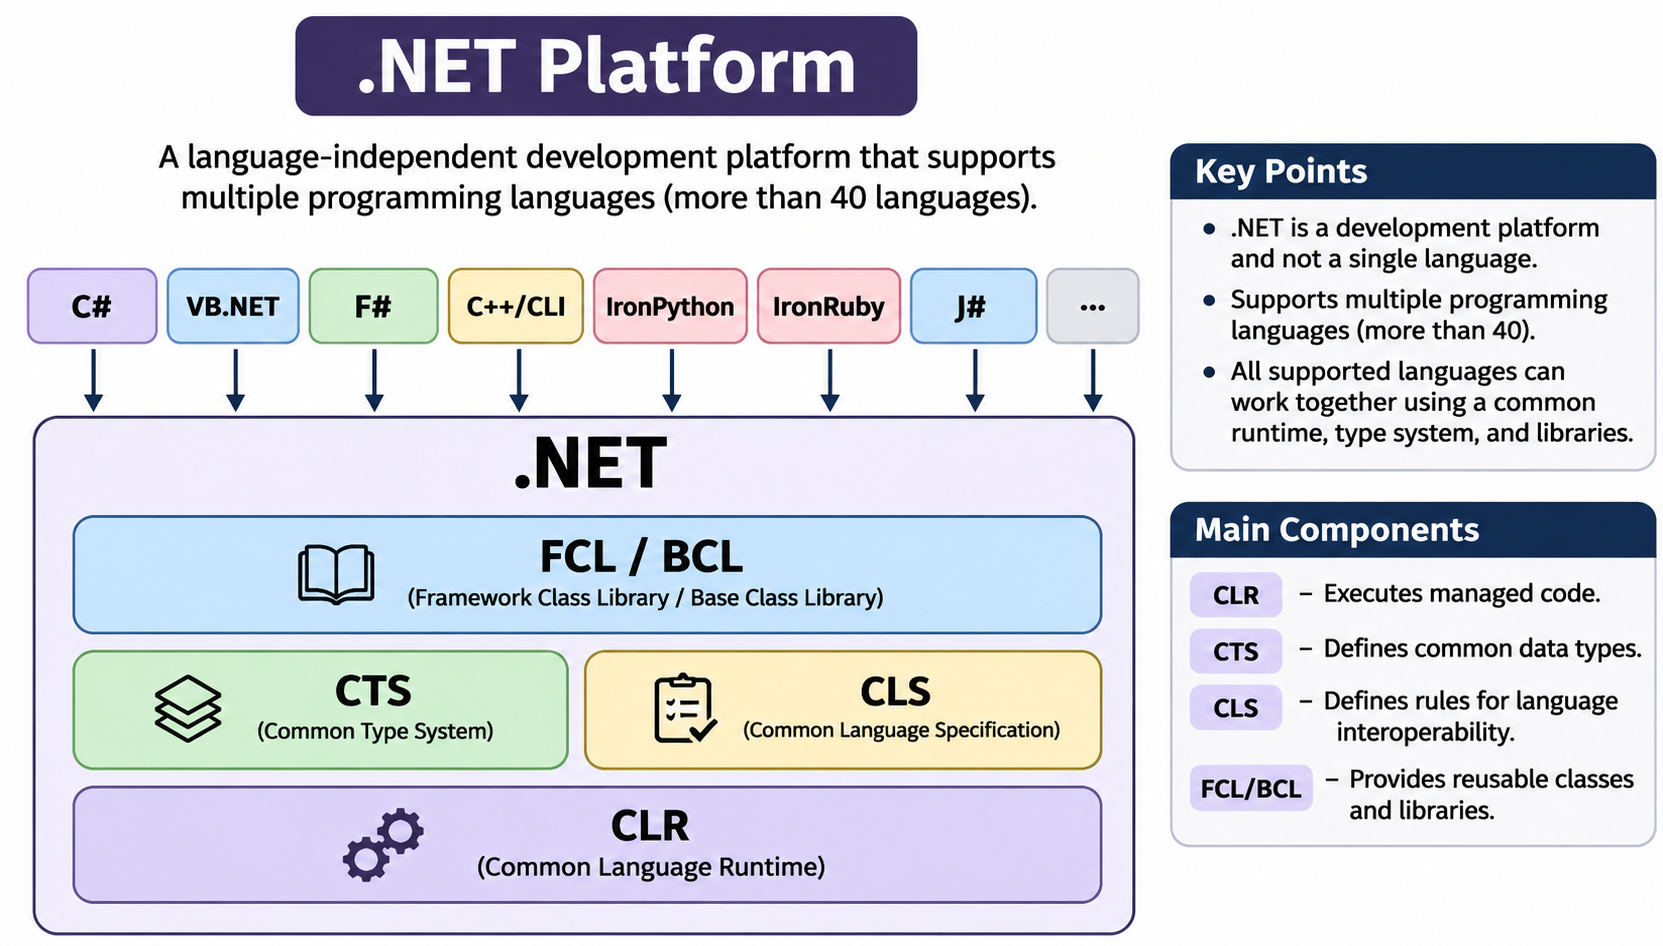 .NET Platform
A language-independent development platform that supports
multiple programming languages (more than 40 languages).
C#
VB.NET
F#
C++/CLI
IronPython
IronRuby
J#
...
.NET
FCL / BCL
(Framework Class Library / Base Class Library)
CTS
(Common Type System)
CLS
(Common Language Specification)
CLR
(Common Language Runtime)
Key Points
• .NET is a development platform
and not a single language.
• Supports multiple programming
languages (more than 40).
• All supported languages can
work together using a common
runtime, type system, and libraries.
Main Components
CLR – Executes managed code.
CTS – Defines common data types.
CLS – Defines rules for language
interoperability.
FCL/BCL – Provides reusable classes
and libraries.